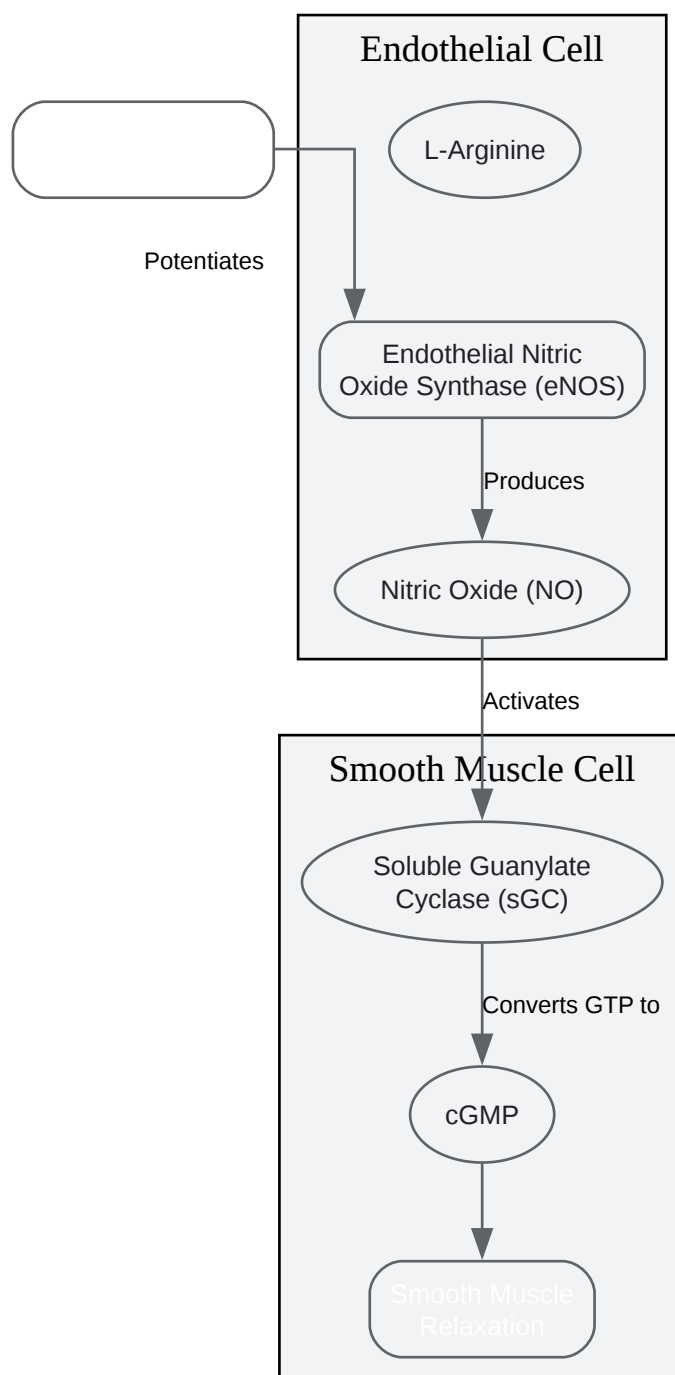 Endothelial Cell
L-Arginine
Potentiates
Endothelial Nitric
Oxide Synthase (eNOS)
Produces
Nitric Oxide (NO)
Activates
Smooth Muscle Cell
Soluble Guanylate
Cyclase (sGC)
Converts GTP to
cGMP
Smooth Muscle
Relaxation